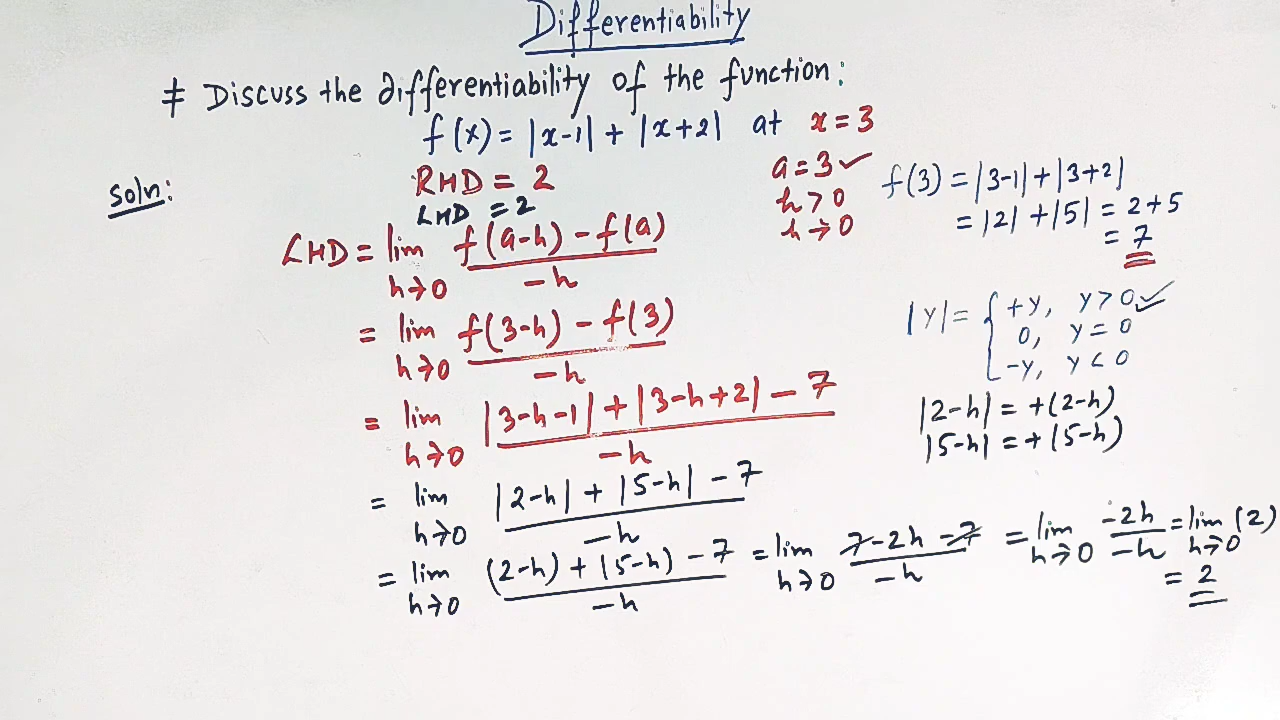 Differentiability
# Discuss the differentiability of the function:
f(x) = |x-1| + |x+2| at x=3
Soln:
RHD = 2
LHD = 2
a=3 ✓
h>0
h→0
f(3) = |3-1| + |3+2|
= |2| + |5| = 2+5
= 7
LHD = lim h→0 f(a-h) - f(a) / -h
= lim h→0 f(3-h) - f(3) / -h
= lim h→0 |3-h-1| + |3-h+2| - 7 / -h
= lim h→0 |2-h| + |5-h| - 7 / -h
= lim h→0 (2-h) + (5-h) - 7 / -h = lim h→0 7-2h-7 / -h = lim h→0 -2h / -h = lim h→0 (2)
= 2
|y| = { +y, y>0 ✓
0, y=0
-y, y<0
|2-h| = +(2-h)
|5-h| = +(5-h)